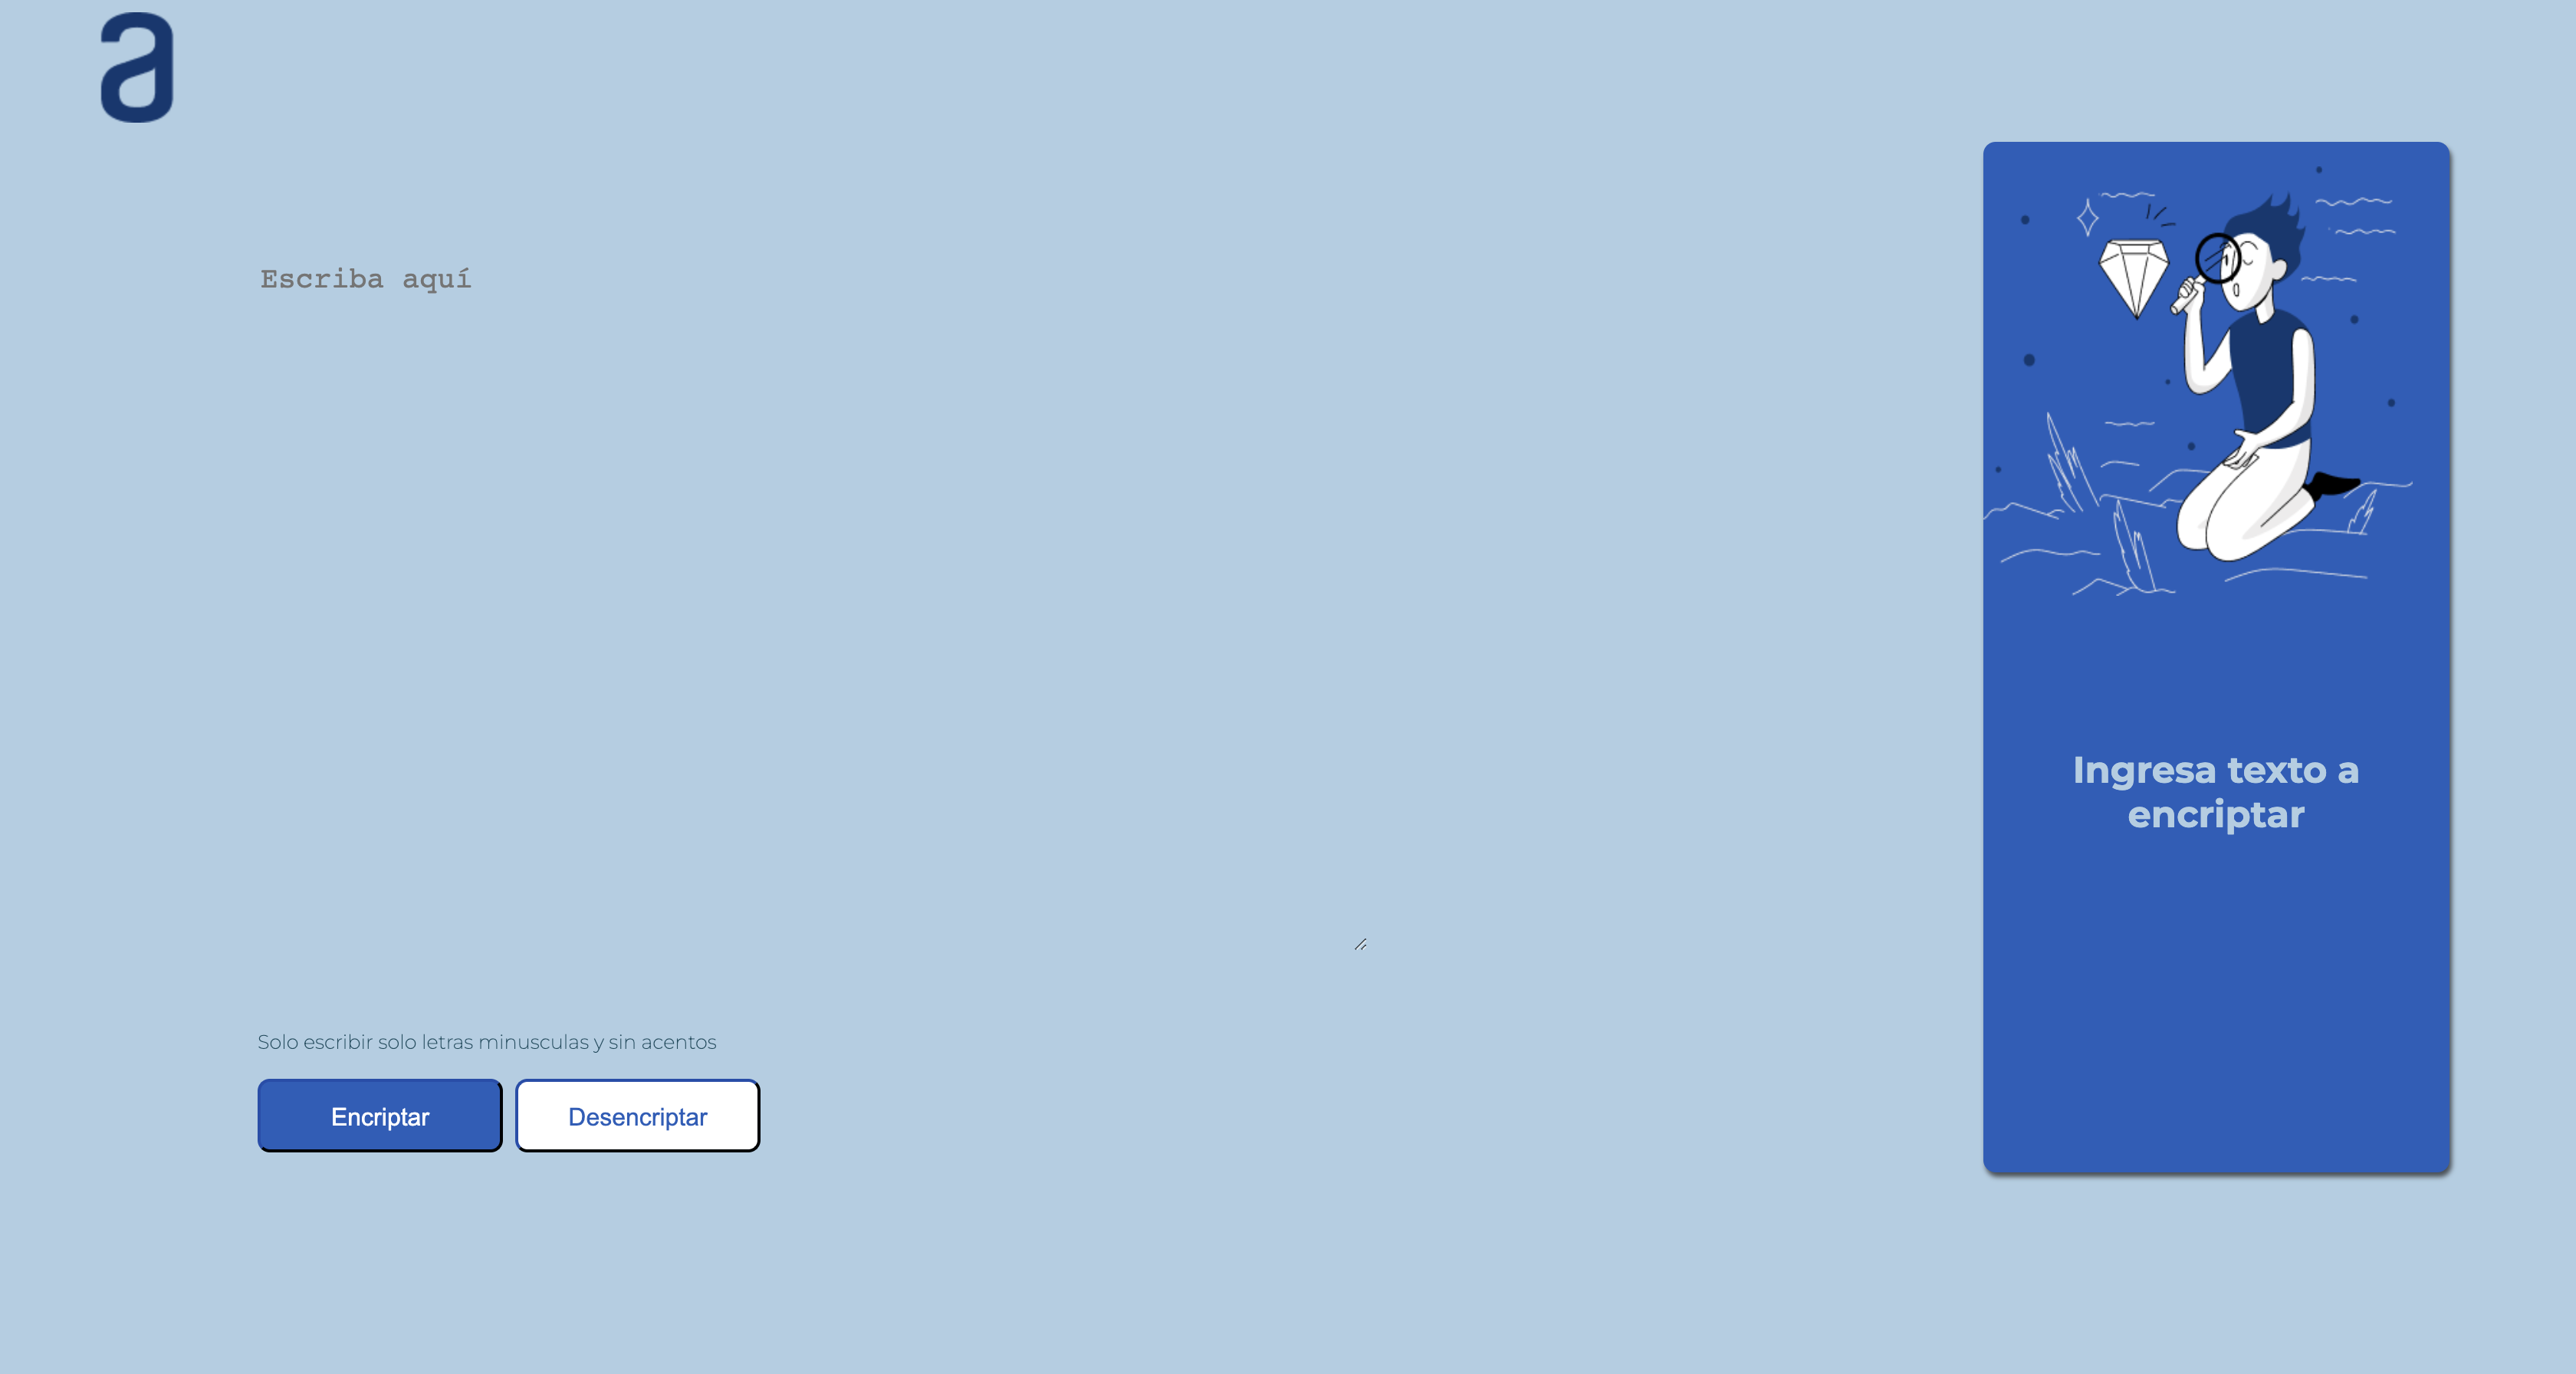 a
Escriba aquí
Ingresa texto a
encriptar
Solo escribir solo letras minusculas y sin acentos
Encriptar
Desencriptar